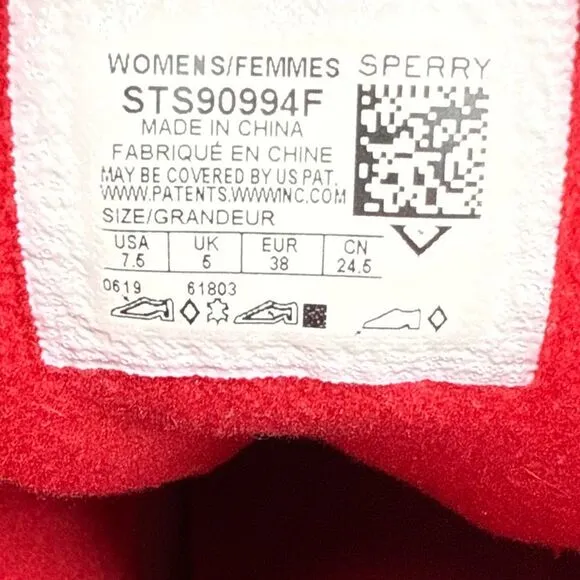 WOMENS/FEMMES SPERRY
STS90994F
MADE IN CHINA
FABRIQUÉ EN CHINE
MAY BE COVERED BY US PAT.
WWW.PATENTS.WWWINC.COM
SIZE/GRANDEUR
USA UK EUR CN
7.5 5 38 24.5
0619 61803